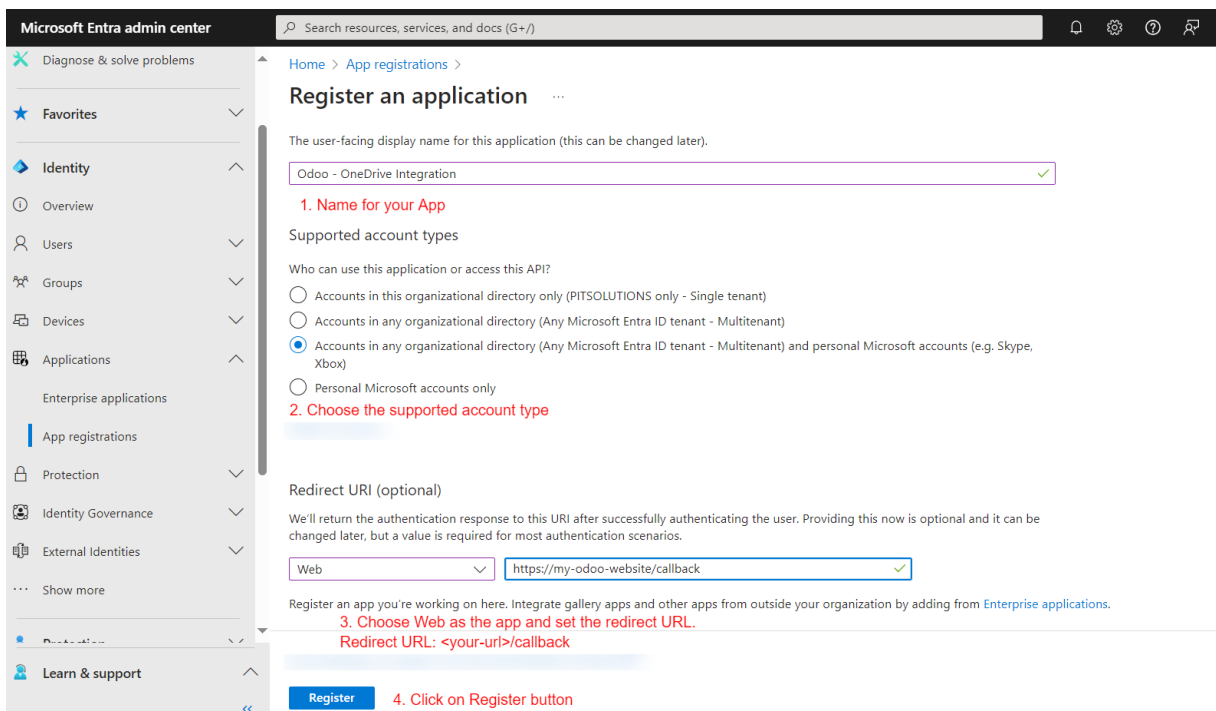 Microsoft Entra admin center
Search resources, services, and docs (G+/)
Diagnose & solve problems
Favorites
Identity
Overview
Users
Groups
Devices
Applications
Enterprise applications
App registrations
Protection
Identity Governance
External Identities
Show more
Learn & support
Home > App registrations >
Register an application ...
The user-facing display name for this application (this can be changed later).
Odoo - OneDrive Integration
1. Name for your App
Supported account types
Who can use this application or access this API?
Accounts in this organizational directory only (PITSOLUTIONS only - Single tenant)
Accounts in any organizational directory (Any Microsoft Entra ID tenant - Multitenant)
Accounts in any organizational directory (Any Microsoft Entra ID tenant - Multitenant) and personal Microsoft accounts (e.g. Skype,
Xbox)
Personal Microsoft accounts only
2. Choose the supported account type
Redirect URI (optional)
We'll return the authentication response to this URI after successfully authenticating the user. Providing this now is optional and it can be
changed later, but a value is required for most authentication scenarios.
Web
https://my-odoo-website/callback
Register an app you're working on here. Integrate gallery apps and other apps from outside your organization by adding from Enterprise applications.
3. Choose Web as the app and set the redirect URL.
Redirect URL: <your-url>/callback
Register
4. Click on Register button